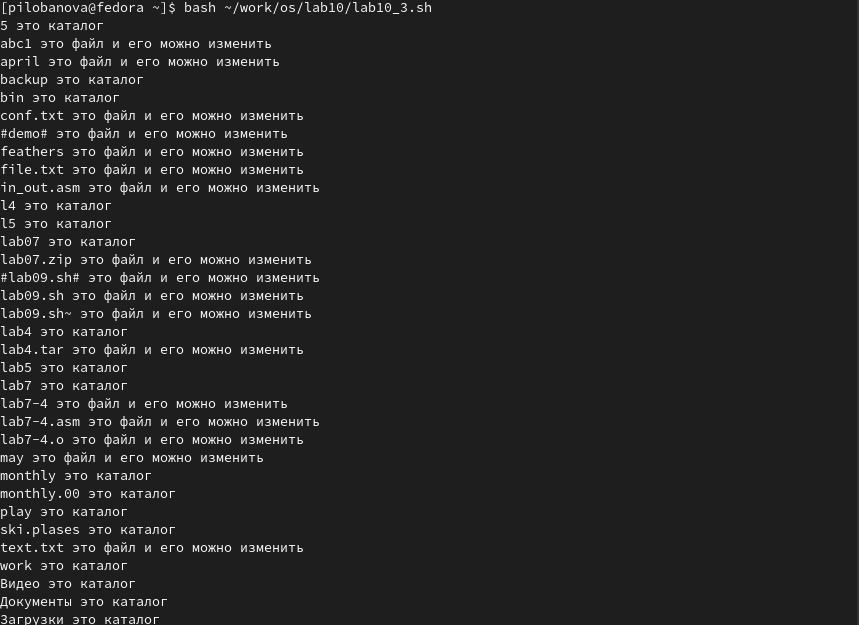 [pilobanova@fedora ~]$ bash ~/work/os/lab10/lab10_3.sh
5 это каталог
abc1 это файл и его можно изменить
april это файл и его можно изменить
backup это каталог
bin это каталог
conf.txt это файл и его можно изменить
#demo# это файл и его можно изменить
feathers это файл и его можно изменить
file.txt это файл и его можно изменить
in_out.asm это файл и его можно изменить
l4 это каталог
l5 это каталог
lab07 это каталог
lab07.zip это файл и его можно изменить
#lab09.sh# это файл и его можно изменить
lab09.sh это файл и его можно изменить
lab09.sh~ это файл и его можно изменить
lab4 это каталог
lab4.tar это файл и его можно изменить
lab5 это каталог
lab7 это каталог
lab7-4 это файл и его можно изменить
lab7-4.asm это файл и его можно изменить
lab7-4.o это файл и его можно изменить
may это файл и его можно изменить
monthly это каталог
monthly.00 это каталог
play это каталог
ski.plases это каталог
text.txt это файл и его можно изменить
work это каталог
Видео это каталог
Документы это каталог
Загрузки это каталог